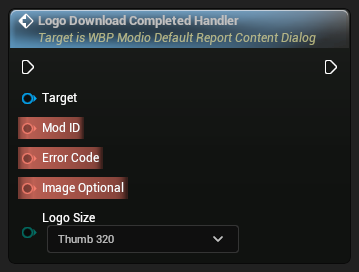 Logo Download Completed Handler
Target is WBP Modio Default Report Content Dialog
Target
Mod ID
Error Code
Image Optional
Logo Size
Thumb 320